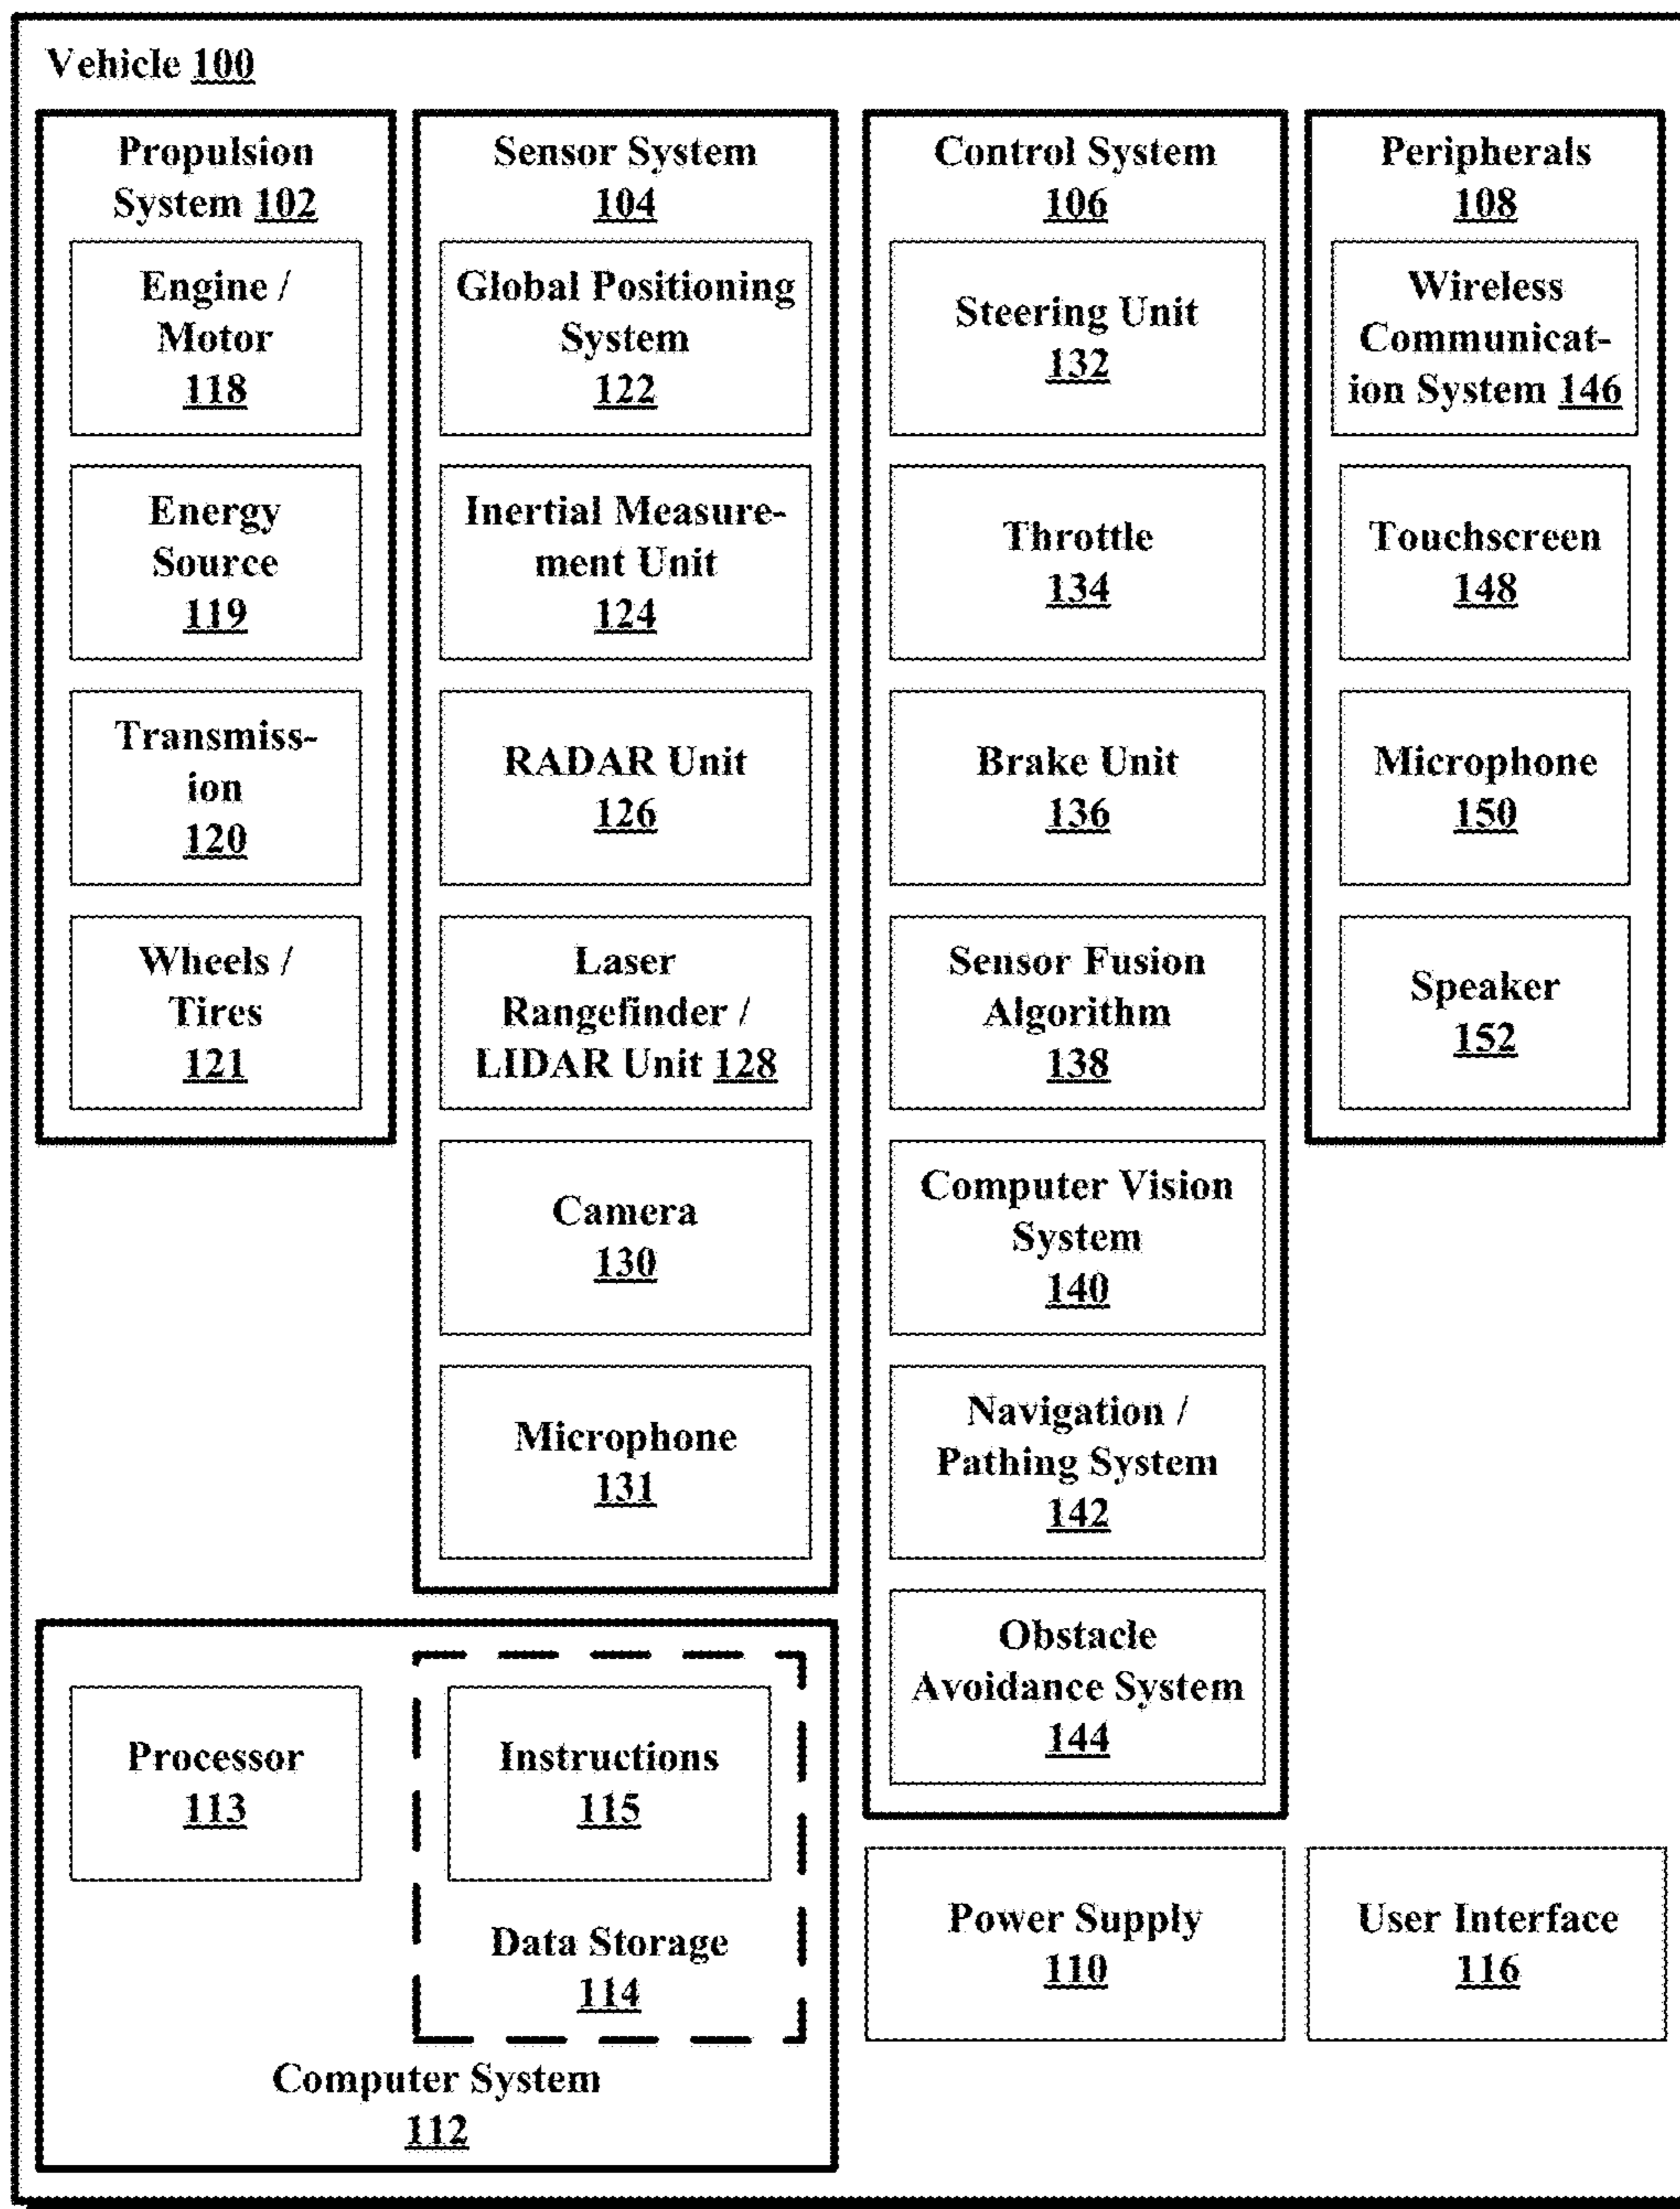 Vehicle 100
Propulsion
System 102
Engine /
Motor
118
Energy
Source
119
Transmiss-
ion
120
Wheels /
Tires
121
Sensor System
104
Global Positioning
System
122
Inertial Measure-
ment Unit
124
RADAR Unit
126
Laser
Rangefinder /
LIDAR Unit 128
Camera
130
Microphone
131
Control System
106
Steering Unit
132
Throttle
134
Brake Unit
136
Sensor Fusion
Algorithm
138
Computer Vision
System
140
Navigation /
Pathing System
142
Obstacle
Avoidance System
144
Peripherals
108
Wireless
Communicat-
ion System 146
Touchscreen
148
Microphone
150
Speaker
152
Processor
113
Instructions
115
Data Storage
114
Computer System
112
Power Supply
110
User Interface
116